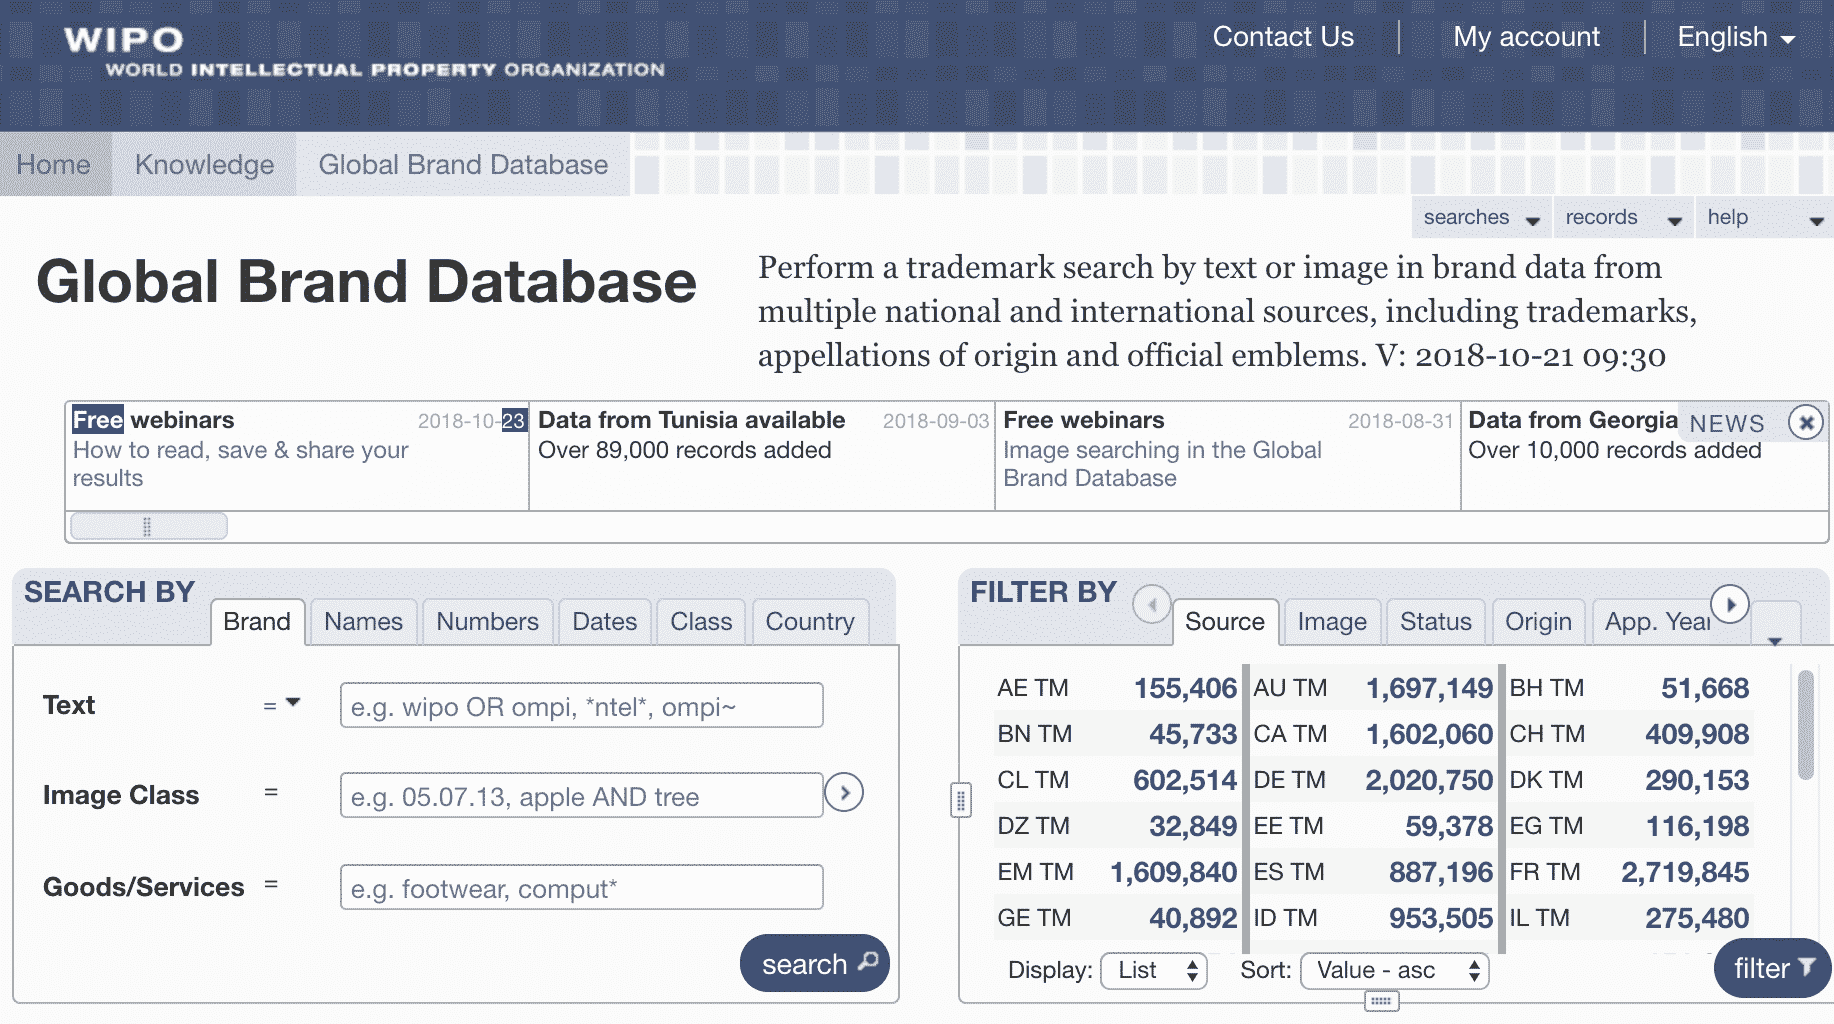 WIPO
WORLD INTELLECTUAL PROPERTY ORGANIZATION
Contact Us
My account
English
Home
Knowledge
Global Brand Database
searches
records
help
Global Brand Database
Perform a trademark search by text or image in brand data from
multiple national and international sources, including trademarks,
appellations of origin and official emblems. V: 2018-10-21 09:30
Free webinars 2018-10-23
How to read, save & share your
results
Data from Tunisia available 2018-09-03
Over 89,000 records added
Free webinars 2018-08-31
Image searching in the Global
Brand Database
Data from Georgia
Over 10,000 records added
NEWS
SEARCH BY
Brand
Names
Numbers
Dates
Class
Country
Text =
e.g. wipo OR ompi, *ntel*, ompi~
Image Class =
e.g. 05.07.13, apple AND tree
Goods/Services =
e.g. footwear, comput*
search
FILTER BY
Source
Image
Status
Origin
App. Year
AE TM 155,406 AU TM 1,697,149 BH TM 51,668
BN TM 45,733 CA TM 1,602,060 CH TM 409,908
CL TM 602,514 DE TM 2,020,750 DK TM 290,153
DZ TM 32,849 EE TM 59,378 EG TM 116,198
EM TM 1,609,840 ES TM 887,196 FR TM 2,719,845
GE TM 40,892 ID TM 953,505 IL TM 275,480
Display: List Sort: Value - asc
filter